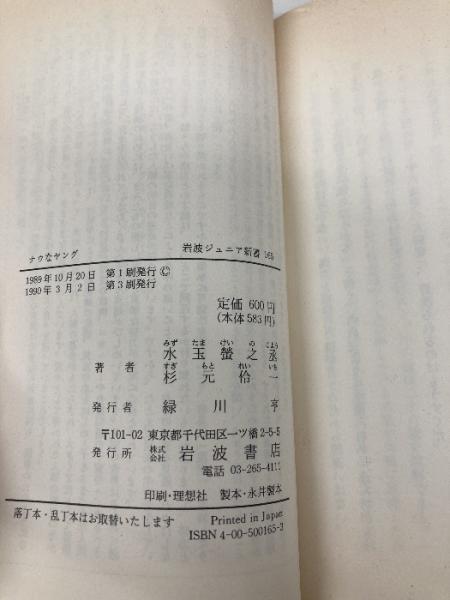 ナウなヤング 岩波ジュニア新書 165
1989年10月20日 第1刷発行©
1990年3月2日 第3刷発行
定価 600円
(本体583円)
みず たま けい の じょう
著者 水玉螢之丞
すぎ もと れい いち
杉元伶一
発行者 緑川 亨
〒101-02 東京都千代田区一ツ橋2-5-5
発行所 株式会社 岩波書店
電話 03-265-4111
印刷・理想社 製本・永井製本
落丁本・乱丁本はお取替いたします Printed in Japan
ISBN 4-00-500165-3